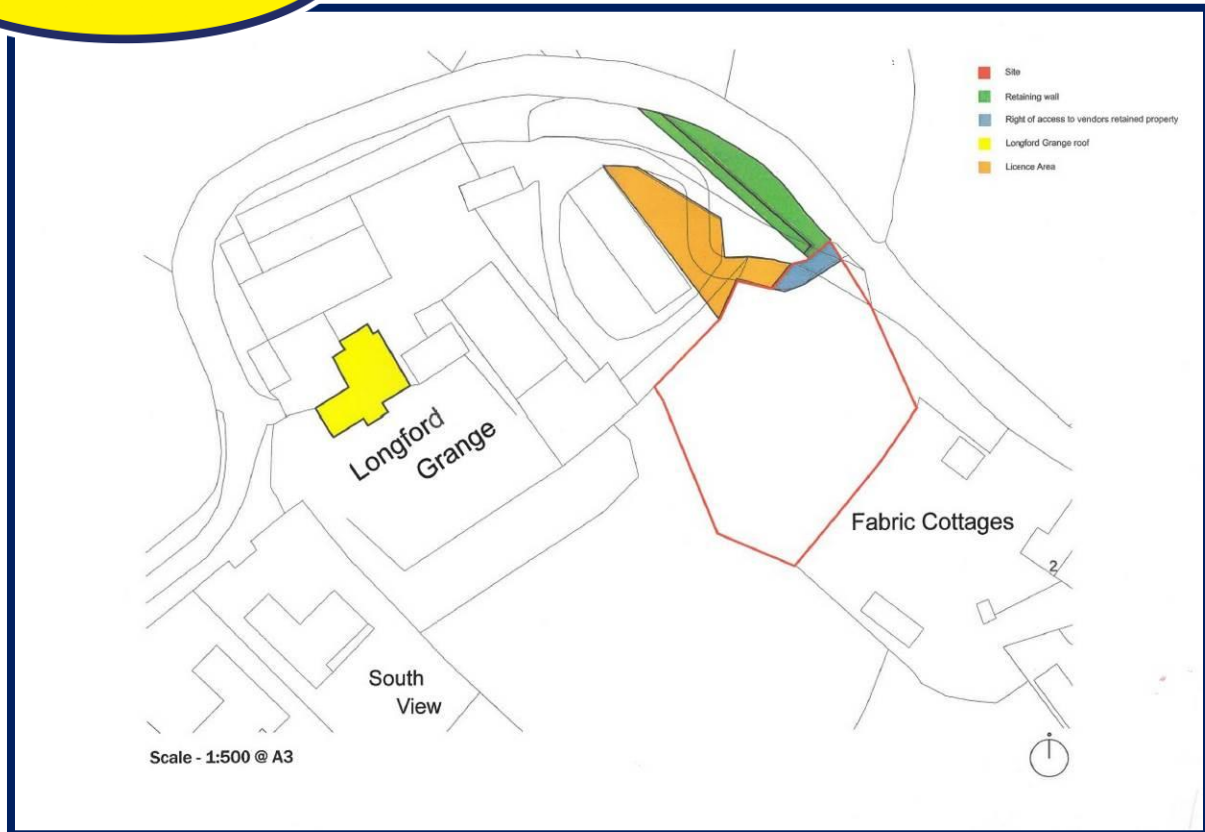 Site
Retaining wall
Right of access to vendors retained property
Longford Grange roof
Licence Area
Longford
Grange
Fabric Cottages
2
South
View
Scale - 1:500 @ A3